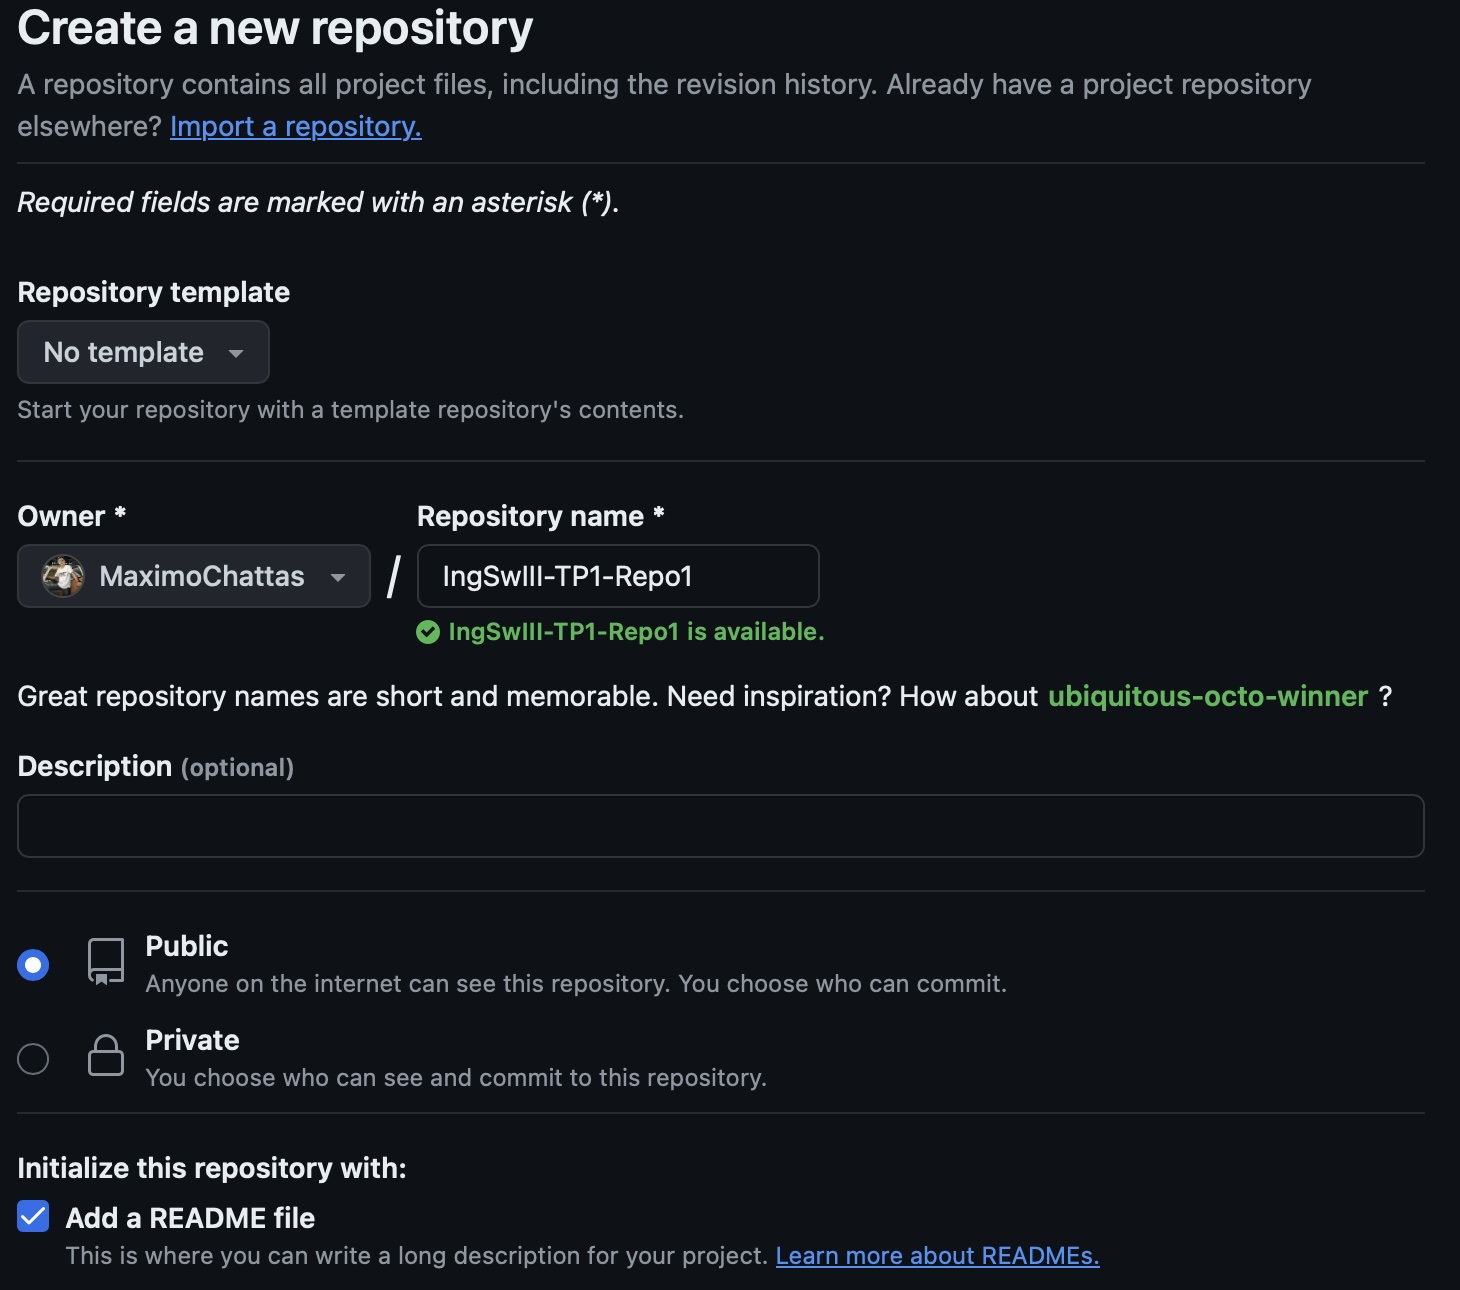 Create a new repository
A repository contains all project files, including the revision history. Already have a project repository
elsewhere? Import a repository.
Required fields are marked with an asterisk (*).
Repository template
No template
Start your repository with a template repository's contents.
Owner *
Repository name *
MaximoChattas / IngSwIII-TP1-Repo1
IngSwIII-TP1-Repo1 is available.
Great repository names are short and memorable. Need inspiration? How about ubiquitous-octo-winner ?
Description (optional)
Public
Anyone on the internet can see this repository. You choose who can commit.
Private
You choose who can see and commit to this repository.
Initialize this repository with:
Add a README file
This is where you can write a long description for your project. Learn more about READMEs.